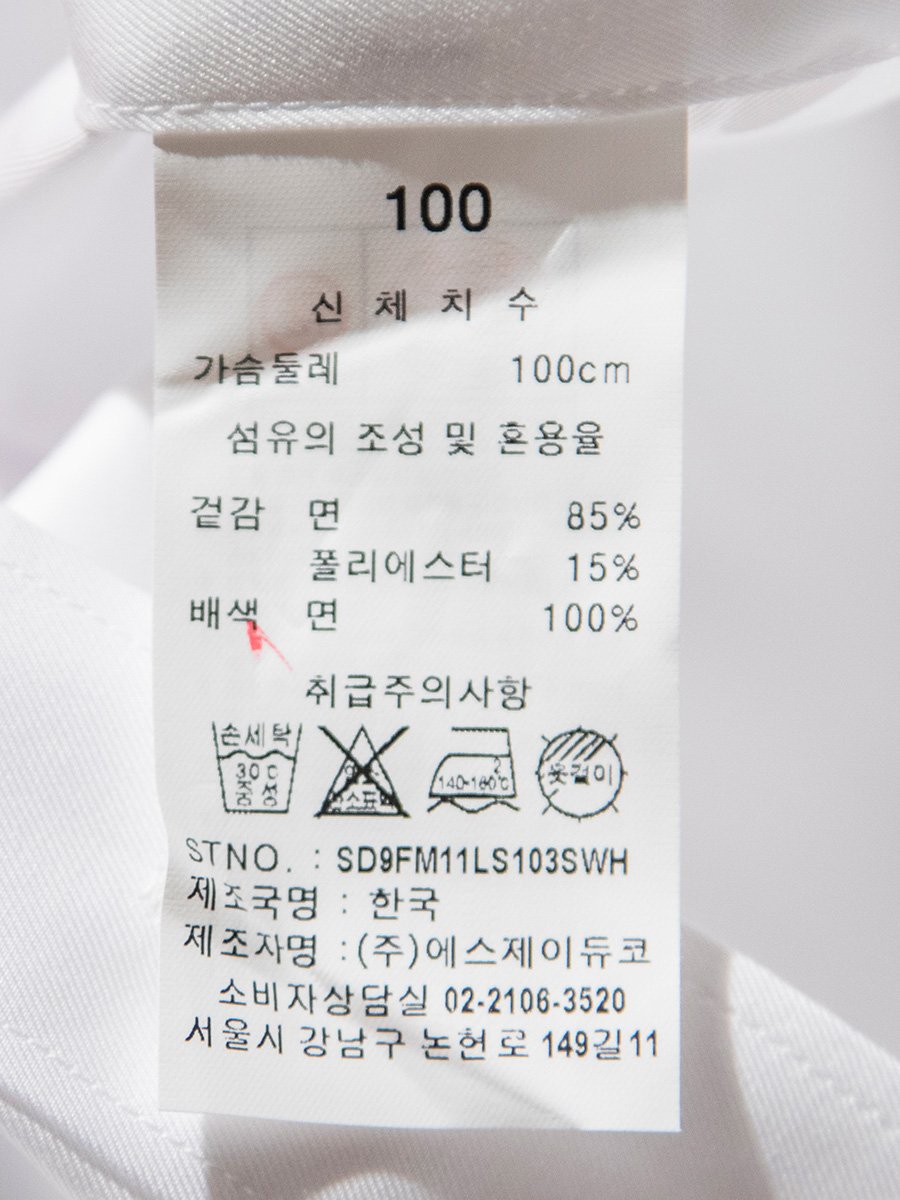 100
신 체 치 수
가슴둘레 100cm
섬유의 조성 및 혼용율
겉감 면 85%
폴리에스터 15%
배색 면 100%
취급주의사항
손세탁 30℃ 중성
2 140-160℃
옷걸이
STNO. : SD9FM11LS103SWH
제조국명 : 한국
제조자명 : (주)에스제이듀코
소비자상담실 02-2106-3520
서울시 강남구 논현로 149길11